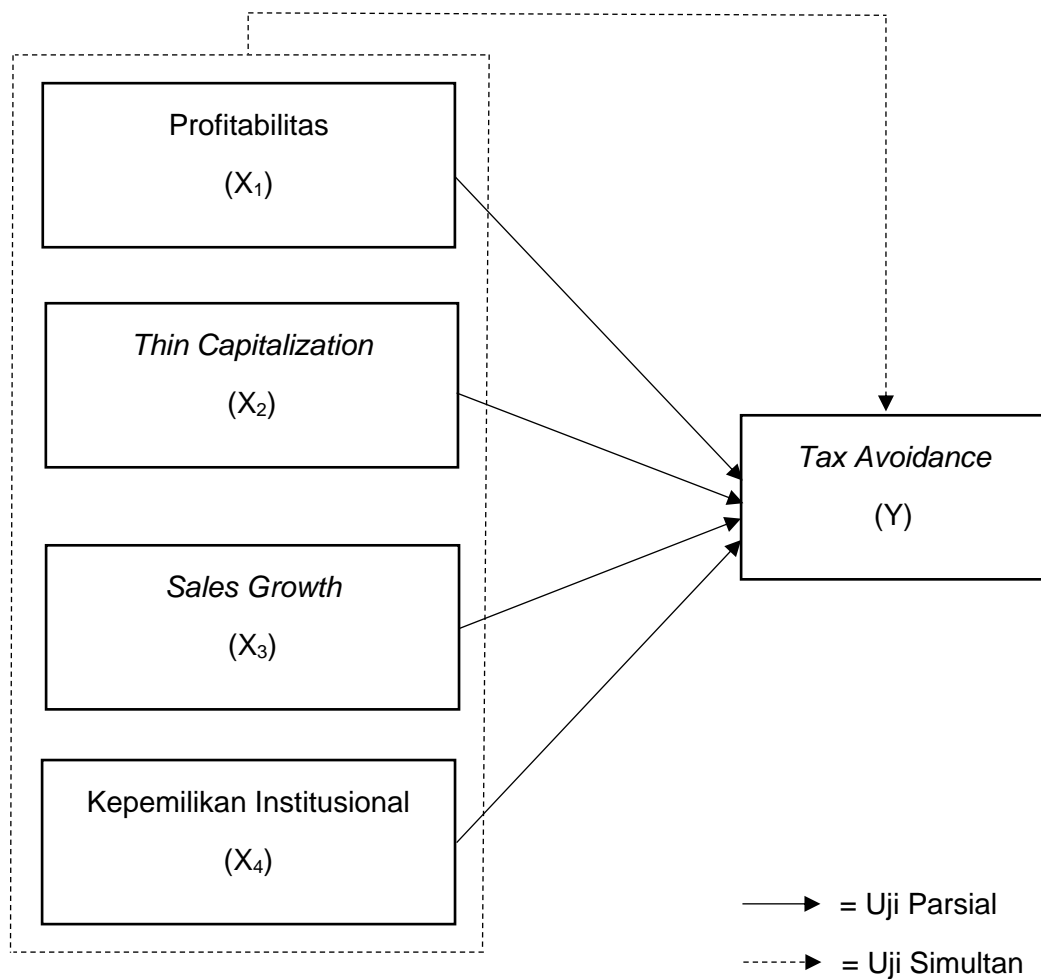 Profitabilitas
(X₁)
Thin Capitalization
(X₂)
Sales Growth
(X₃)
Kepemilikan Institusional
(X₄)
Tax Avoidance
(Y)
= Uji Parsial
= Uji Simultan